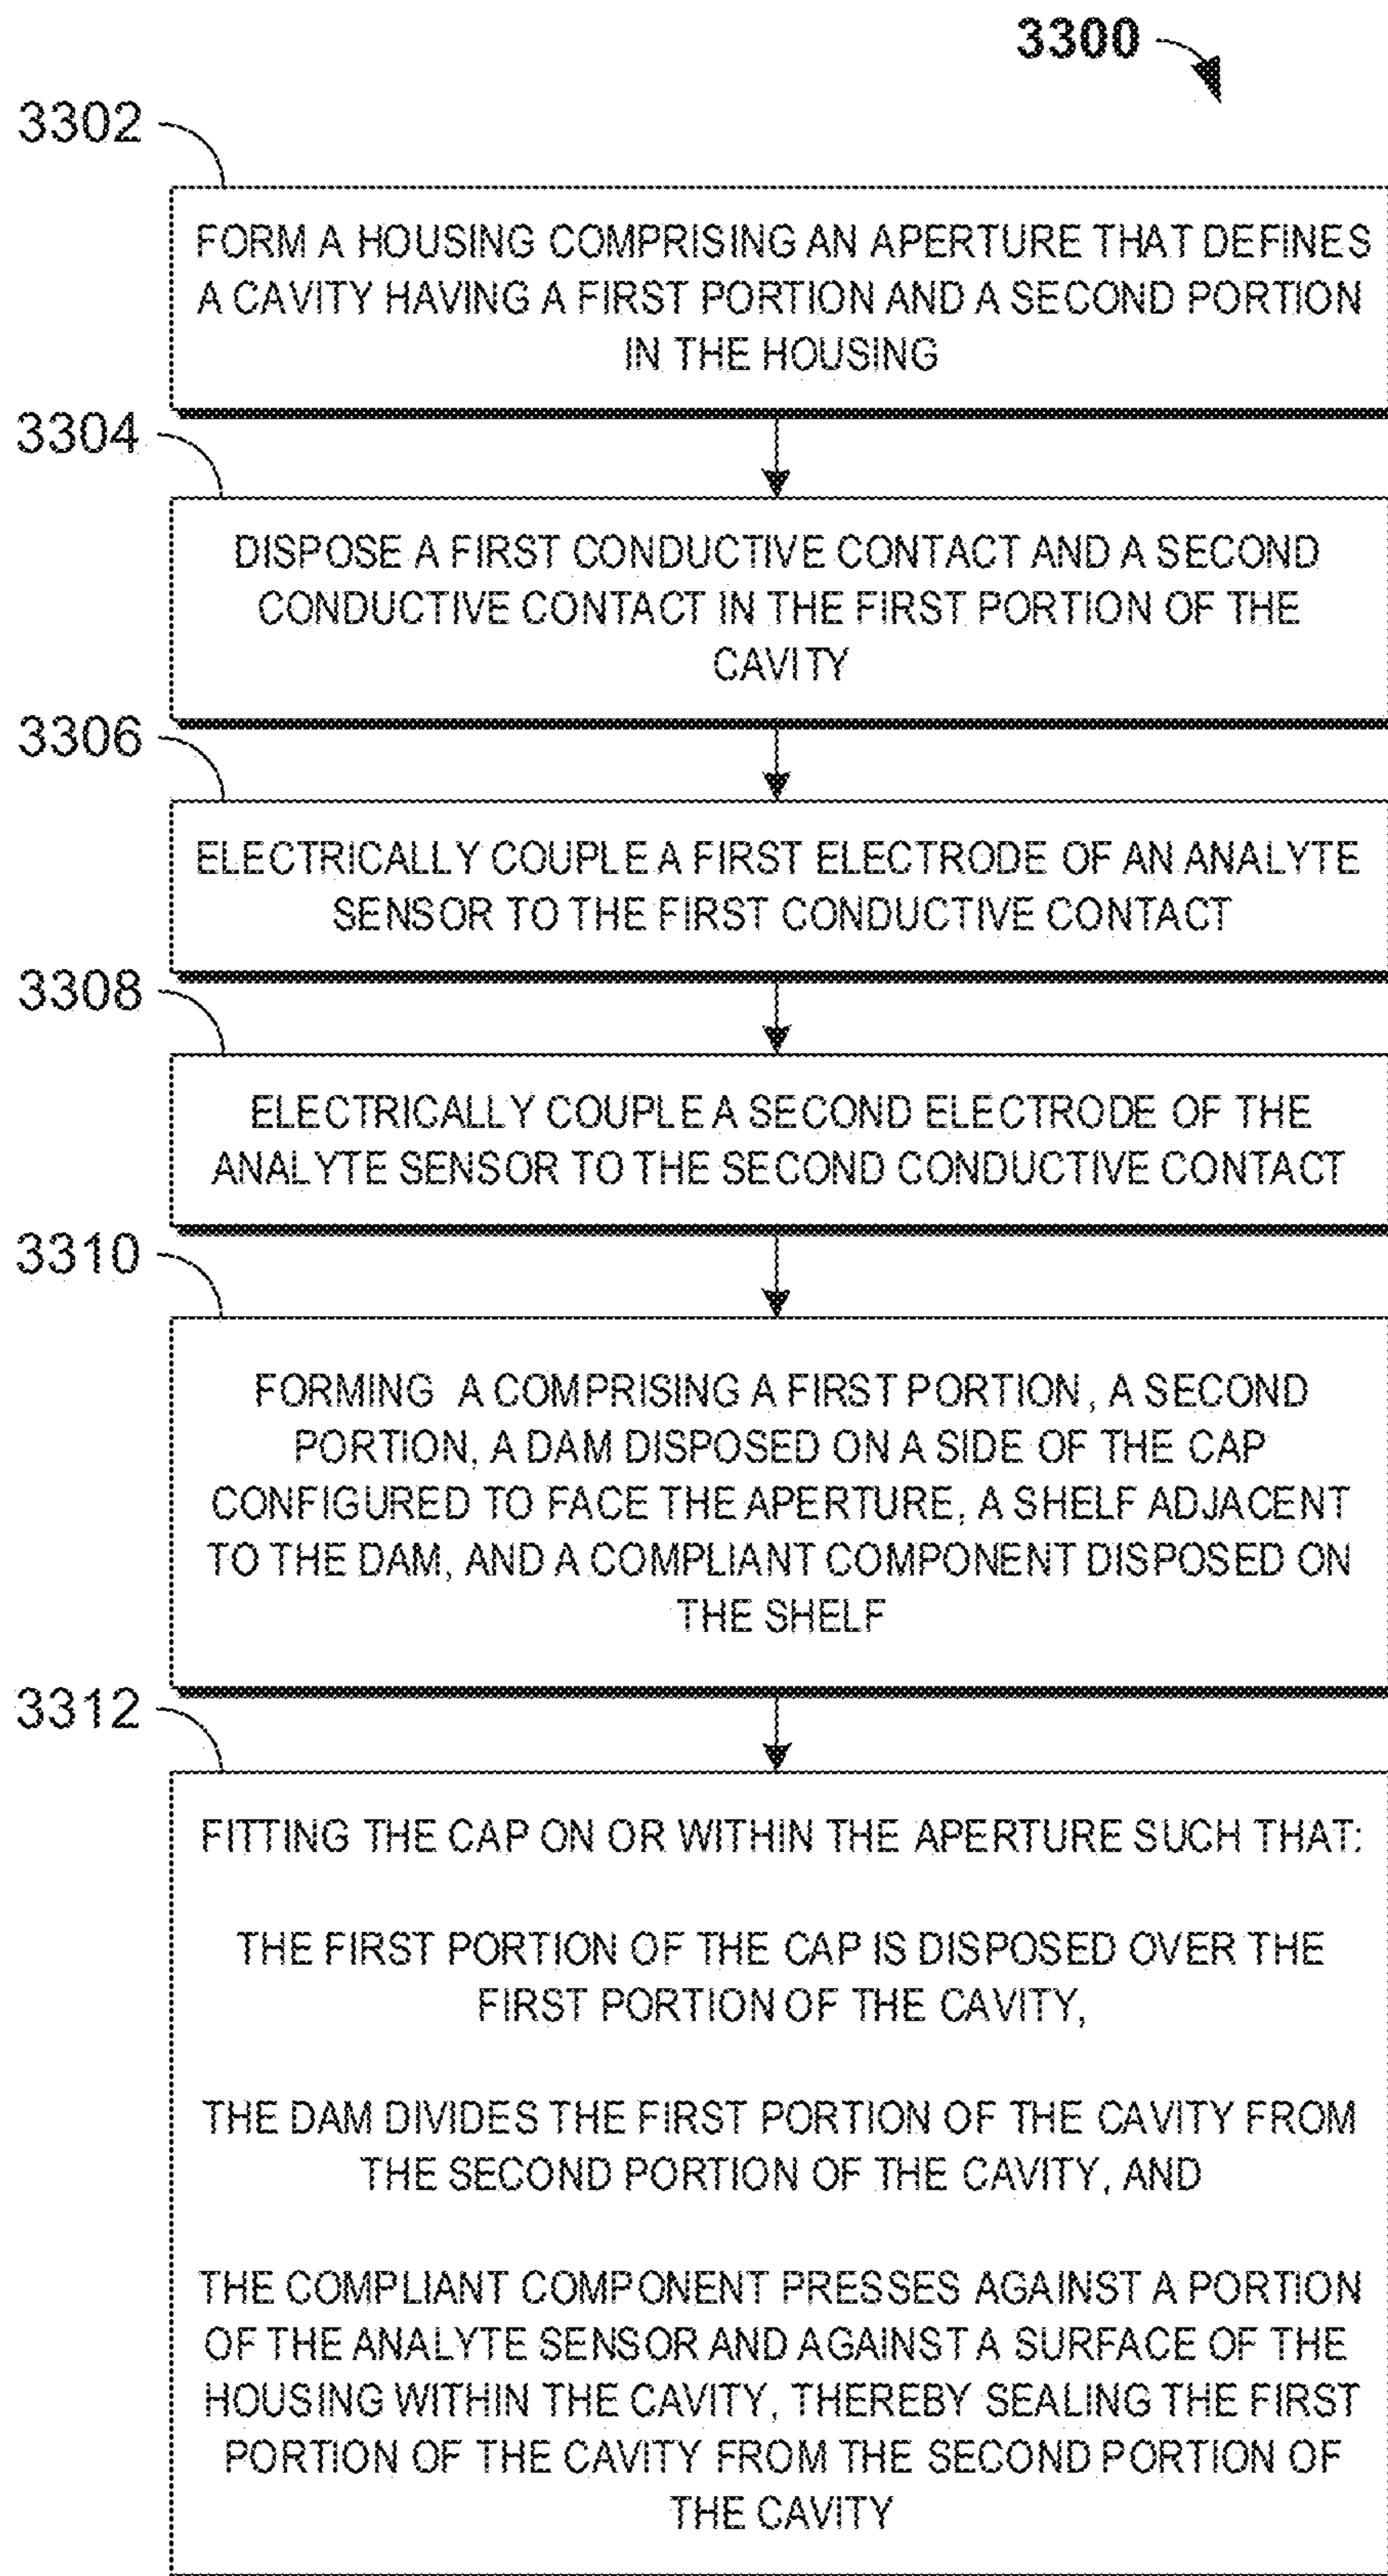 3300
3302
FORM A HOUSING COMPRISING AN APERTURE THAT DEFINES
A CAVITY HAVING A FIRST PORTION AND A SECOND PORTION
IN THE HOUSING
3304
DISPOSE A FIRST CONDUCTIVE CONTACT AND A SECOND
CONDUCTIVE CONTACT IN THE FIRST PORTION OF THE
CAVITY
3306
ELECTRICALLY COUPLE A FIRST ELECTRODE OF AN ANALYTE
SENSOR TO THE FIRST CONDUCTIVE CONTACT
3308
ELECTRICALLY COUPLE A SECOND ELECTRODE OF THE
ANALYTE SENSOR TO THE SECOND CONDUCTIVE CONTACT
3310
FORMING A COMPRISING A FIRST PORTION, A SECOND
PORTION, A DAM DISPOSED ON A SIDE OF THE CAP
CONFIGURED TO FACE THE APERTURE, A SHELF ADJACENT
TO THE DAM, AND A COMPLIANT COMPONENT DISPOSED ON
THE SHELF
3312
FITTING THE CAP ON OR WITHIN THE APERTURE SUCH THAT:
THE FIRST PORTION OF THE CAP IS DISPOSED OVER THE
FIRST PORTION OF THE CAVITY,
THE DAM DIVIDES THE FIRST PORTION OF THE CAVITY FROM
THE SECOND PORTION OF THE CAVITY, AND
THE COMPLIANT COMPONENT PRESSES AGAINST A PORTION
OF THE ANALYTE SENSOR AND AGAINST A SURFACE OF THE
HOUSING WITHIN THE CAVITY, THEREBY SEALING THE FIRST
PORTION OF THE CAVITY FROM THE SECOND PORTION OF
THE CAVITY